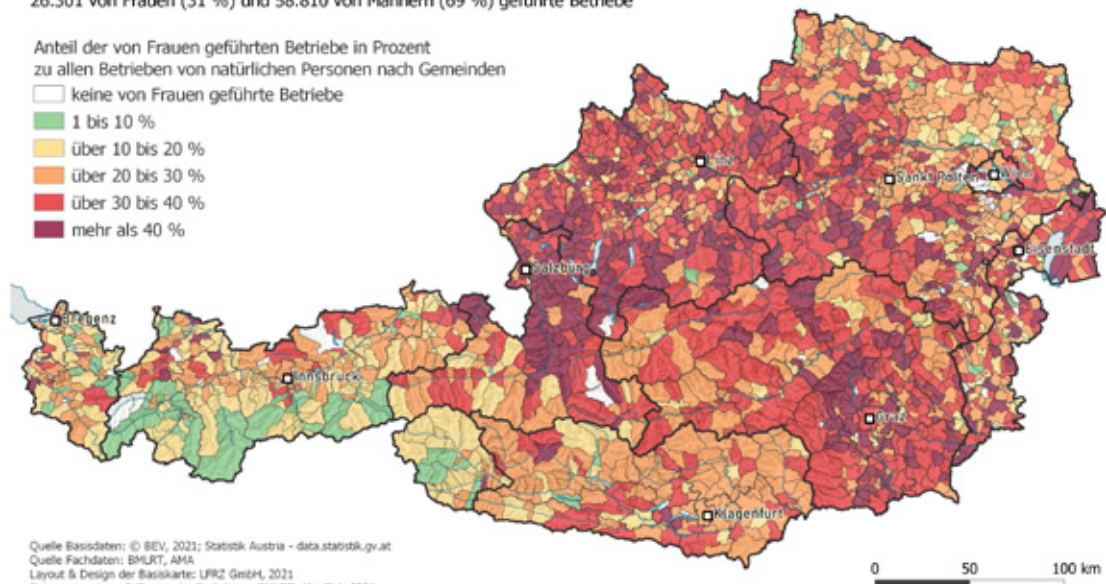 26.301 von Frauen (31 %) und 58.810 von Männern (69 %) geführte Betriebe
Anteil der von Frauen geführten Betriebe in Prozent
zu allen Betrieben von natürlichen Personen nach Gemeinden
keine von Frauen geführte Betriebe
1 bis 10 %
über 10 bis 20 %
über 20 bis 30 %
über 30 bis 40 %
mehr als 40 %
Linz
Sankt Pölten
Wien
Eisenstadt
Salzburg
Bregenz
Innsbruck
Graz
Klagenfurt
Quelle Basisdaten: © BEV, 2021; Statistik Austria - data.statistik.gv.at
Quelle Fachdaten: BMLRT, AMA
Layout & Design der Basiskarte: LFRZ GmbH, 2021
0 50 100 km